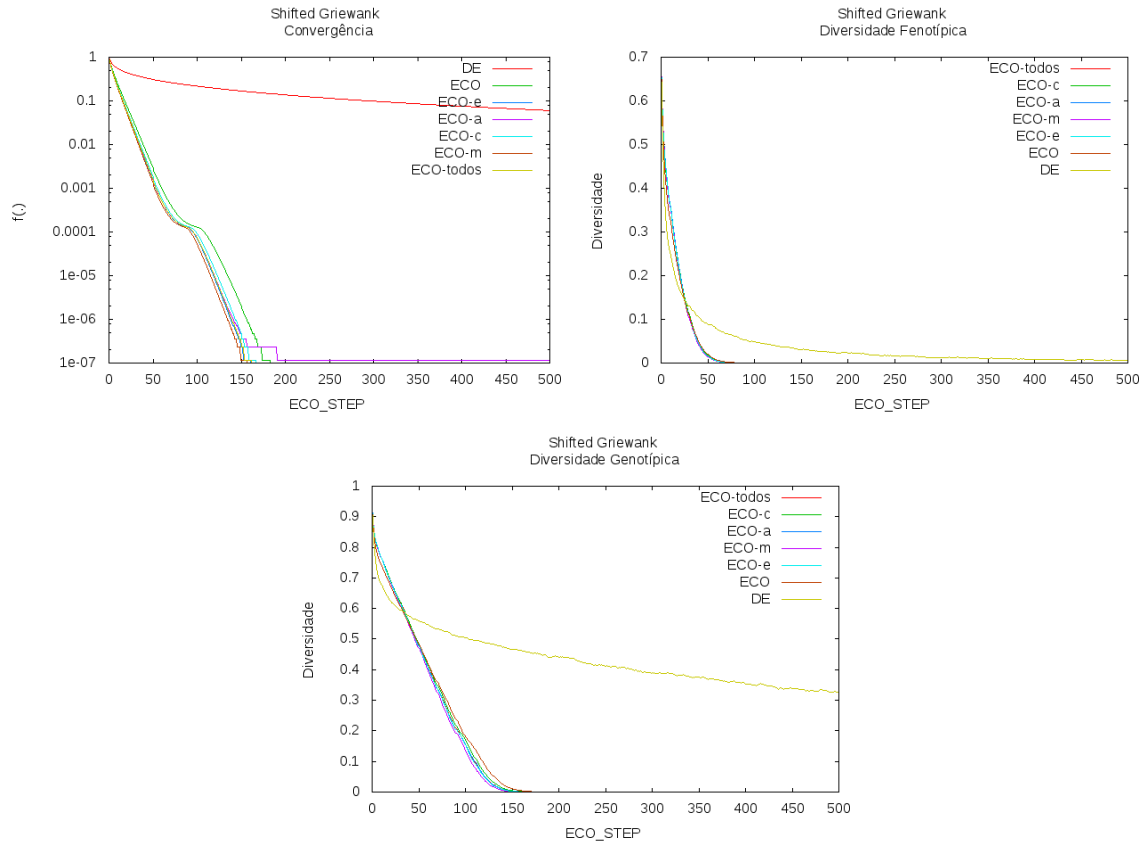 Shifted Griewank
Convergência
1
0.1
0.01
0.001
0.0001
1e-05
1e-06
1e-07
f(.)
DE
ECO
ECO-e
ECO-a
ECO-c
ECO-m
ECO-todos
0 50 100 150 200 250 300 350 400 450 500
ECO_STEP
Shifted Griewank
Diversidade Fenotípica
0.7
0.6
0.5
0.4
0.3
0.2
0.1
0
Diversidade
ECO-todos
ECO-c
ECO-a
ECO-m
ECO-e
ECO
DE
0 50 100 150 200 250 300 350 400 450 500
ECO_STEP
Shifted Griewank
Diversidade Genotípica
1
0.9
0.8
0.7
0.6
0.5
0.4
0.3
0.2
0.1
0
Diversidade
ECO-todos
ECO-c
ECO-a
ECO-m
ECO-e
ECO
DE
0 50 100 150 200 250 300 350 400 450 500
ECO_STEP